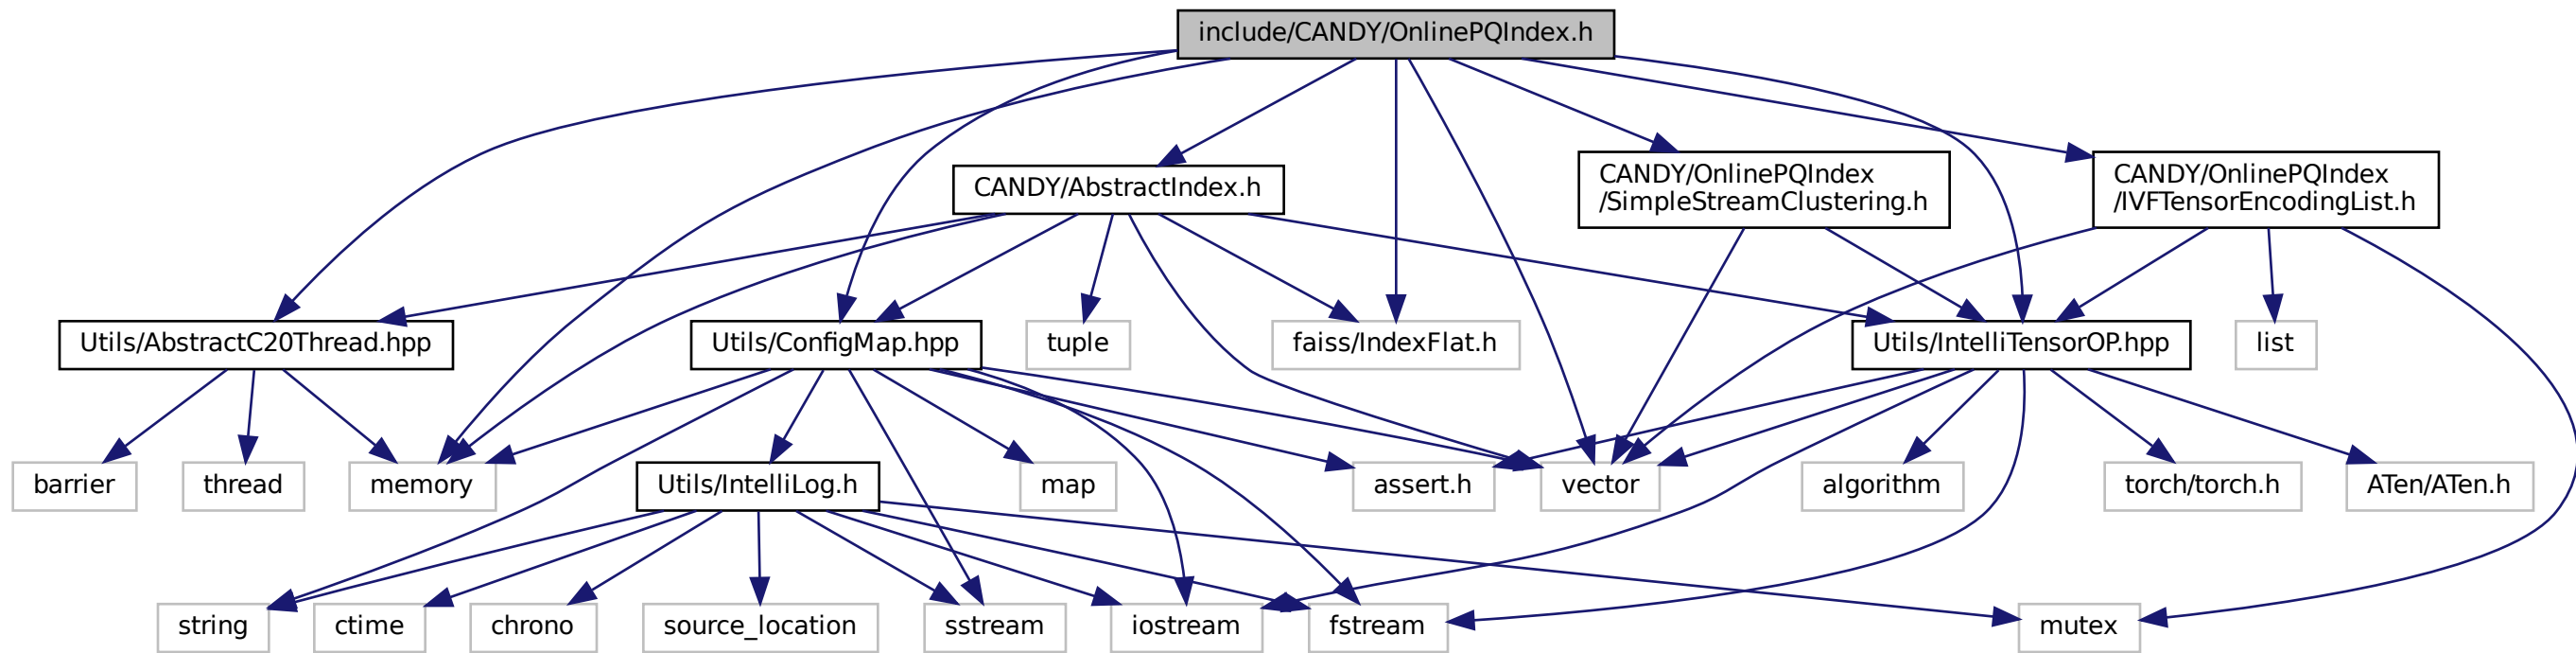 include/CANDY/OnlinePQIndex.h
CANDY/AbstractIndex.h
CANDY/OnlinePQIndex
/SimpleStreamClustering.h
CANDY/OnlinePQIndex
/IVFTensorEncodingList.h
Utils/AbstractC20Thread.hpp
Utils/ConfigMap.hpp
tuple
faiss/IndexFlat.h
Utils/IntelliTensorOP.hpp
list
barrier
thread
memory
Utils/IntelliLog.h
map
assert.h
vector
algorithm
torch/torch.h
ATen/ATen.h
string
ctime
chrono
source_location
sstream
iostream
fstream
mutex